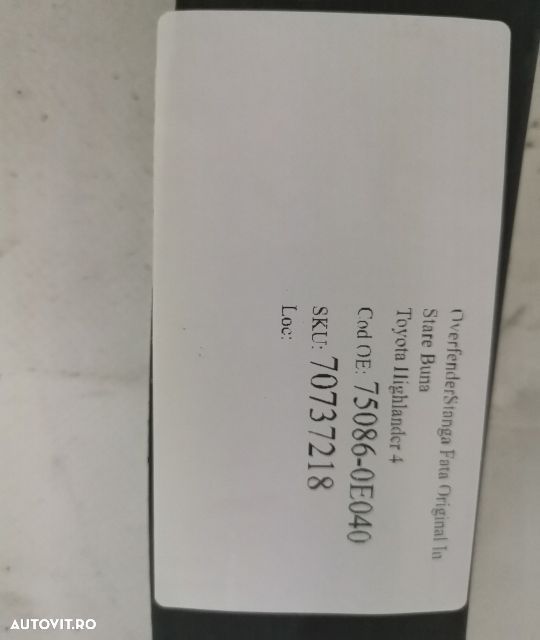 OverfenderStanga Fata Original In
Stare Buna
Toyota Highlander 4
Cod OE: 75086-0E040
SKU: 70737218
Loc:
AUTOVIT.RO